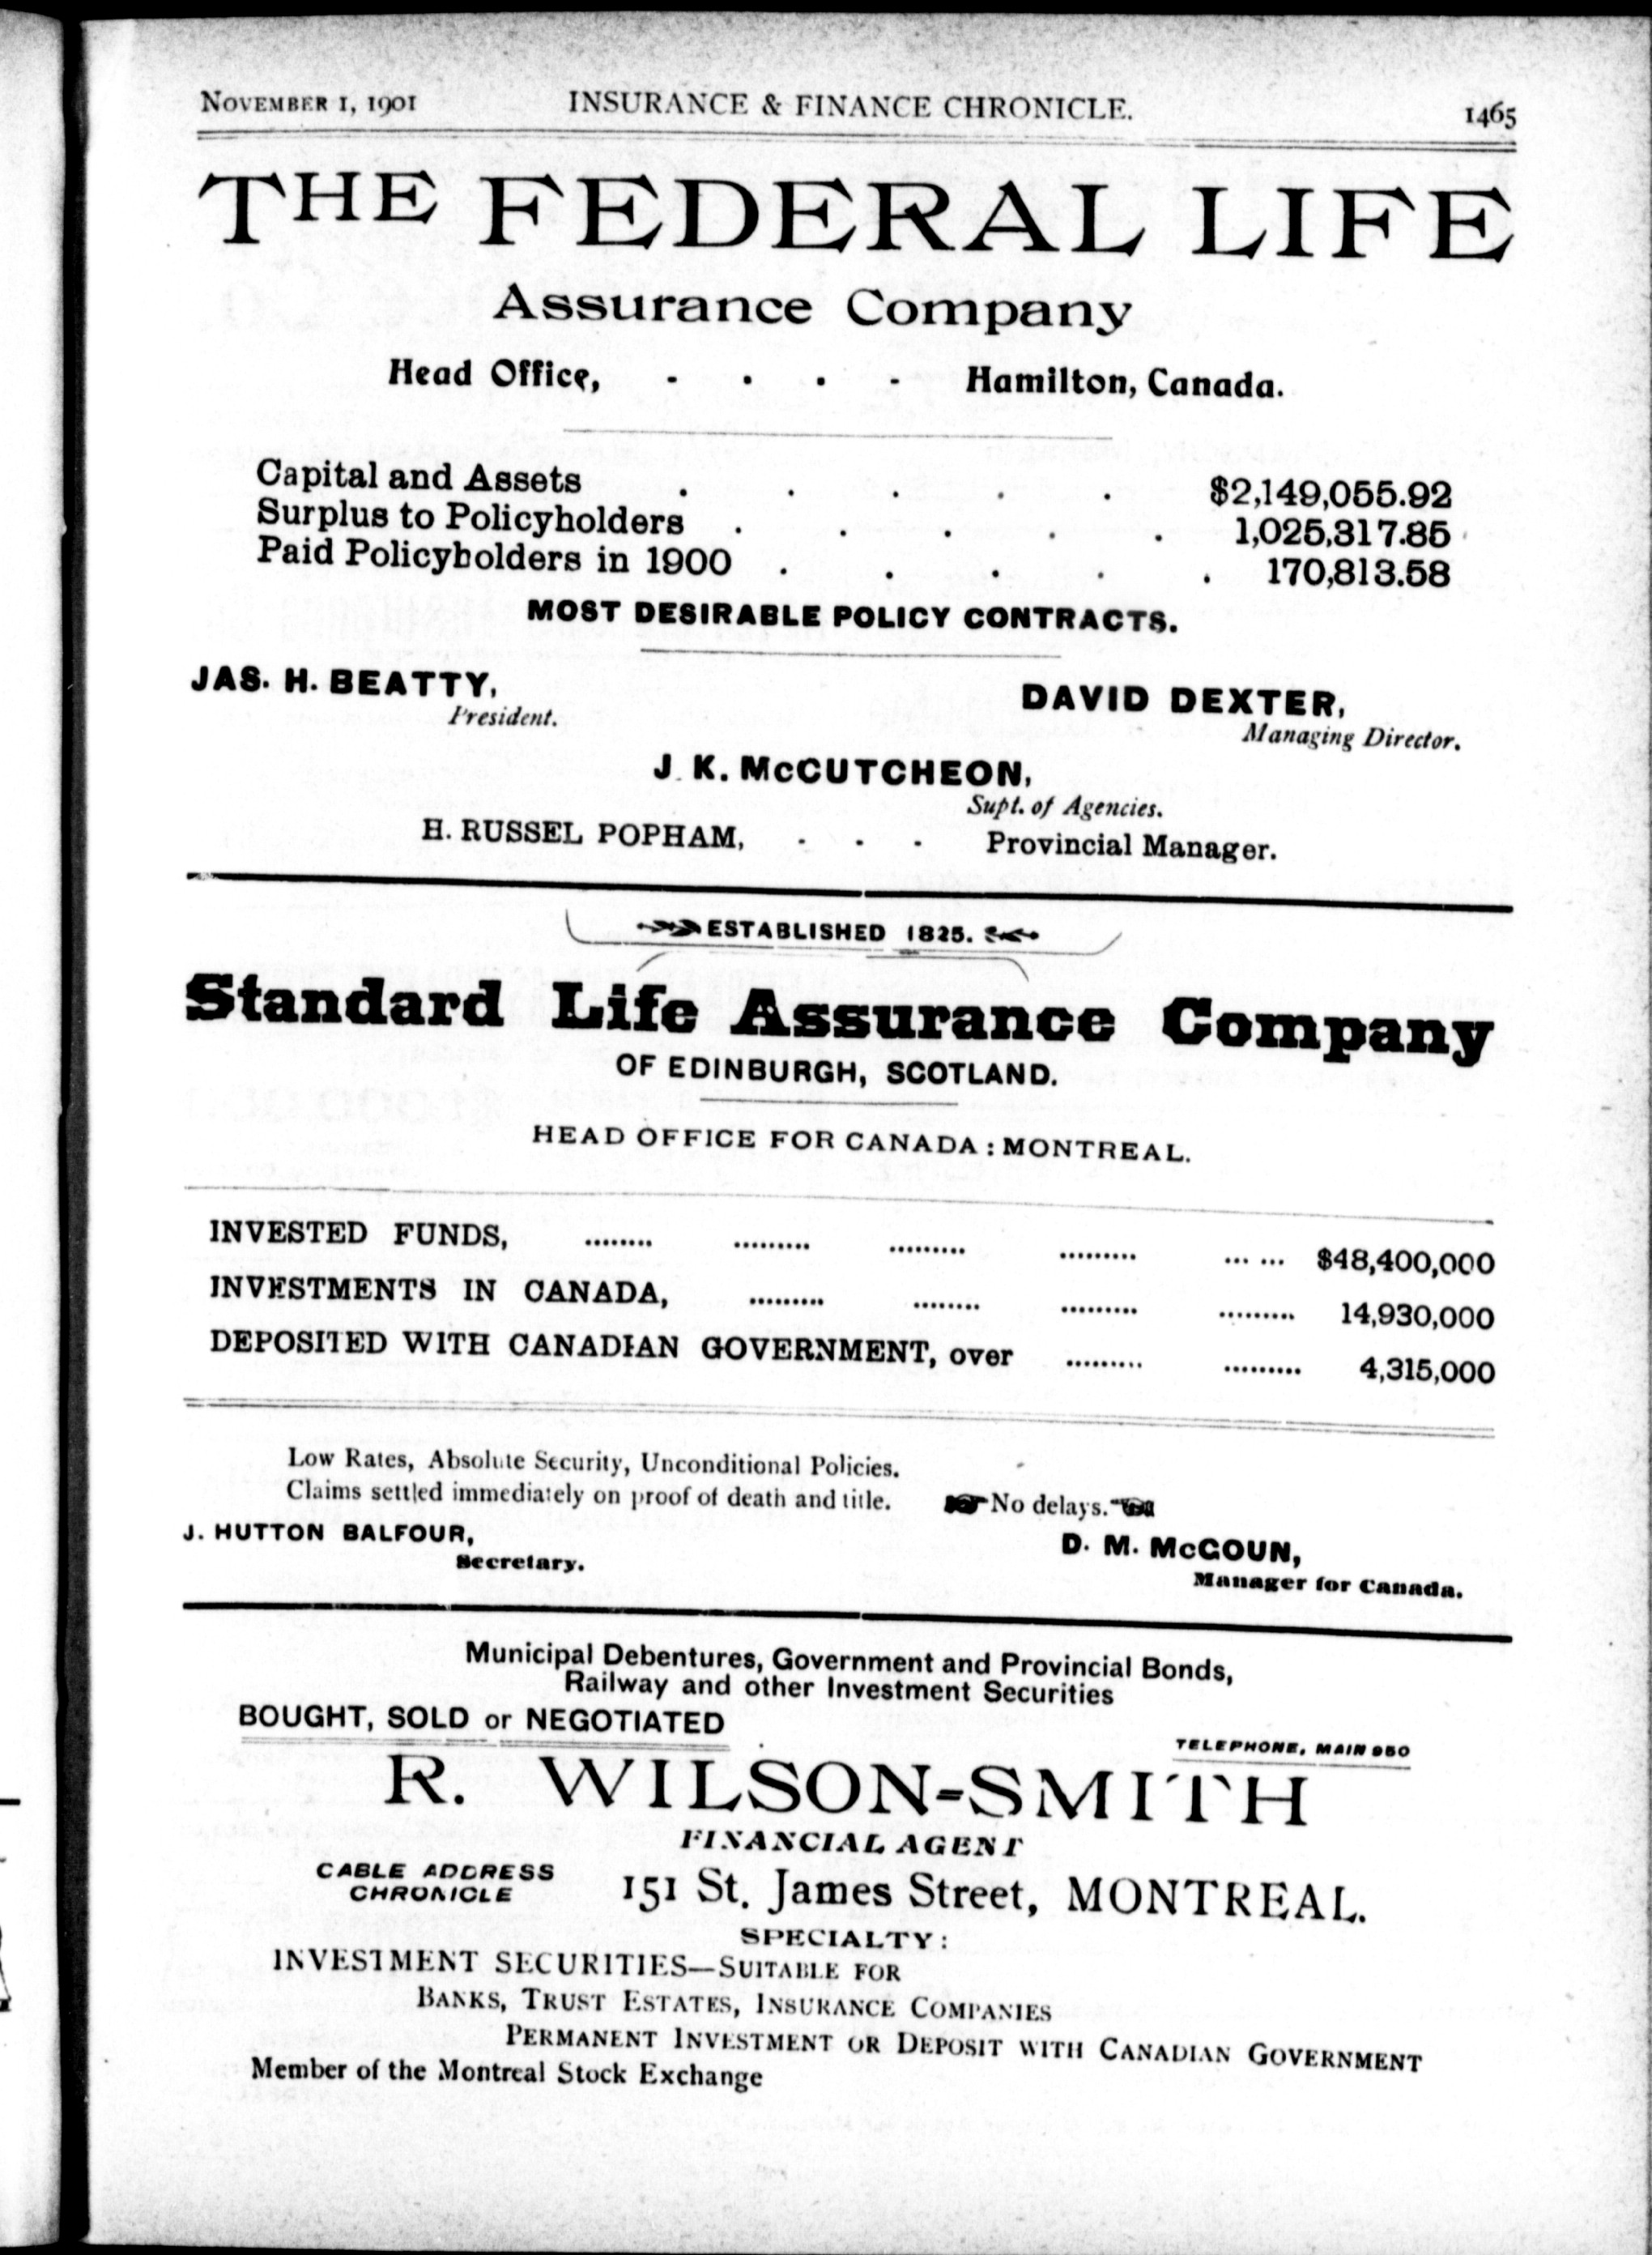 NOVEMBER 1, 1901 INSURANCE & FINANCE CHRONICLE. 1465
THE FEDERAL LIFE
Assurance Company
Head Office, - - - - Hamilton, Canada.
Capital and Assets . . . . . $2,149,055.92
Surplus to Policyholders . . . . . 1,025,317.85
Paid Policyholders in 1900 . . . . . 170,813.58
MOST DESIRABLE POLICY CONTRACTS.
JAS. H. BEATTY,
President.
DAVID DEXTER,
Managing Director.
J. K. McCUTCHEON,
Supt. of Agencies.
H. RUSSEL POPHAM, - - - Provincial Manager.
ESTABLISHED 1825.
Standard Life Assurance Company
OF EDINBURGH, SCOTLAND.
HEAD OFFICE FOR CANADA : MONTREAL.
INVESTED FUNDS, ........ ......... ......... ......... ... ... $48,400,000
INVESTMENTS IN CANADA, ......... ........ ......... ......... 14,930,000
DEPOSITED WITH CANADIAN GOVERNMENT, over ......... ......... 4,315,000
Low Rates, Absolute Security, Unconditional Policies.
Claims settled immediately on proof of death and title. No delays.
J. HUTTON BALFOUR,
Secretary.
D. M. McGOUN,
Manager for Canada.
Municipal Debentures, Government and Provincial Bonds,
Railway and other Investment Securities
BOUGHT, SOLD or NEGOTIATED
TELEPHONE, MAIN 950
R. WILSON-SMITH
FINANCIAL AGENT
CABLE ADDRESS
CHRONICLE
151 St. James Street, MONTREAL.
SPECIALTY:
INVESTMENT SECURITIES—SUITABLE FOR
BANKS, TRUST ESTATES, INSURANCE COMPANIES
PERMANENT INVESTMENT OR DEPOSIT WITH CANADIAN GOVERNMENT
Member of the Montreal Stock Exchange